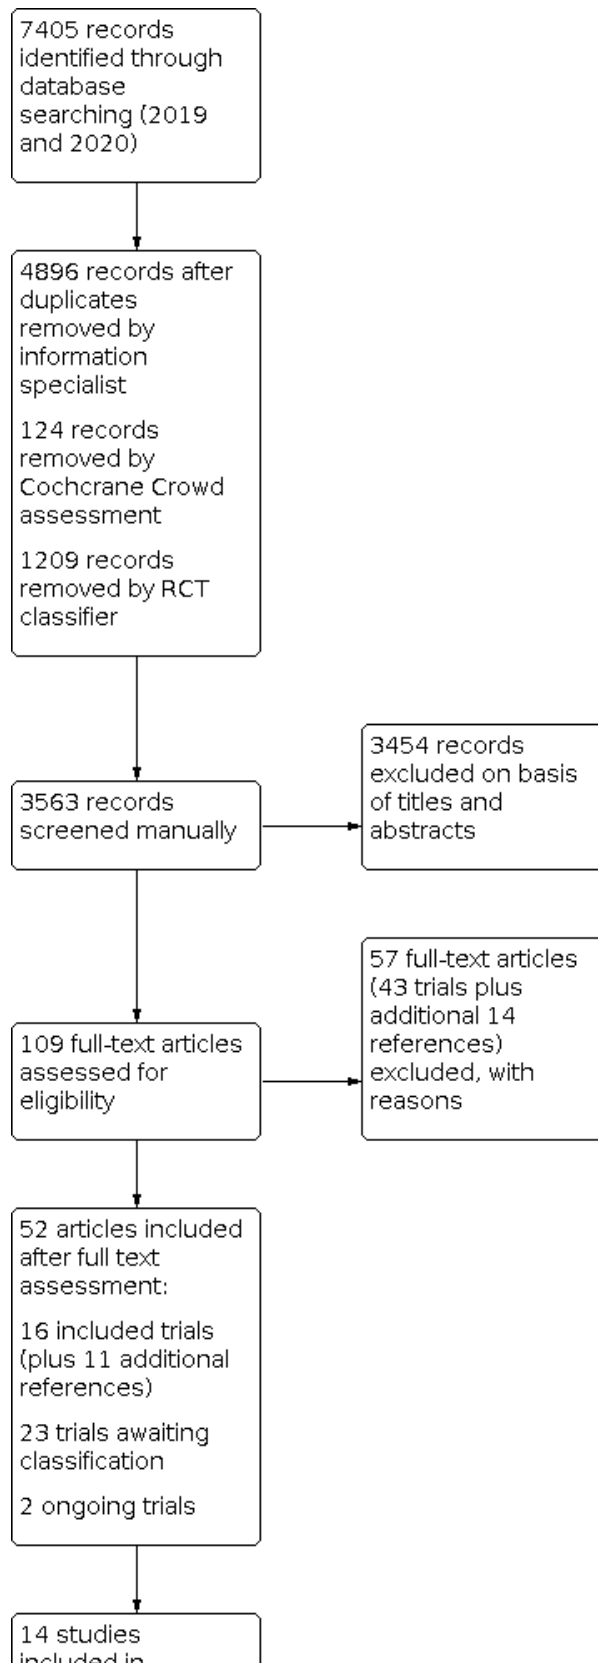 7405 records
identified through
database
searching (2019
and 2020)
4896 records after
duplicates
removed by
information
specialist
124 records
removed by
Cochcrane Crowd
assessment
1209 records
removed by RCT
classifier
3563 records
screened manually
3454 records
excluded on basis
of titles and
abstracts
109 full-text articles
assessed for
eligibility
57 full-text articles
(43 trials plus
additional 14
references)
excluded, with
reasons
52 articles included
after full text
assessment:
16 included trials
(plus 11 additional
references)
23 trials awaiting
classification
2 ongoing trials
14 studies
included in